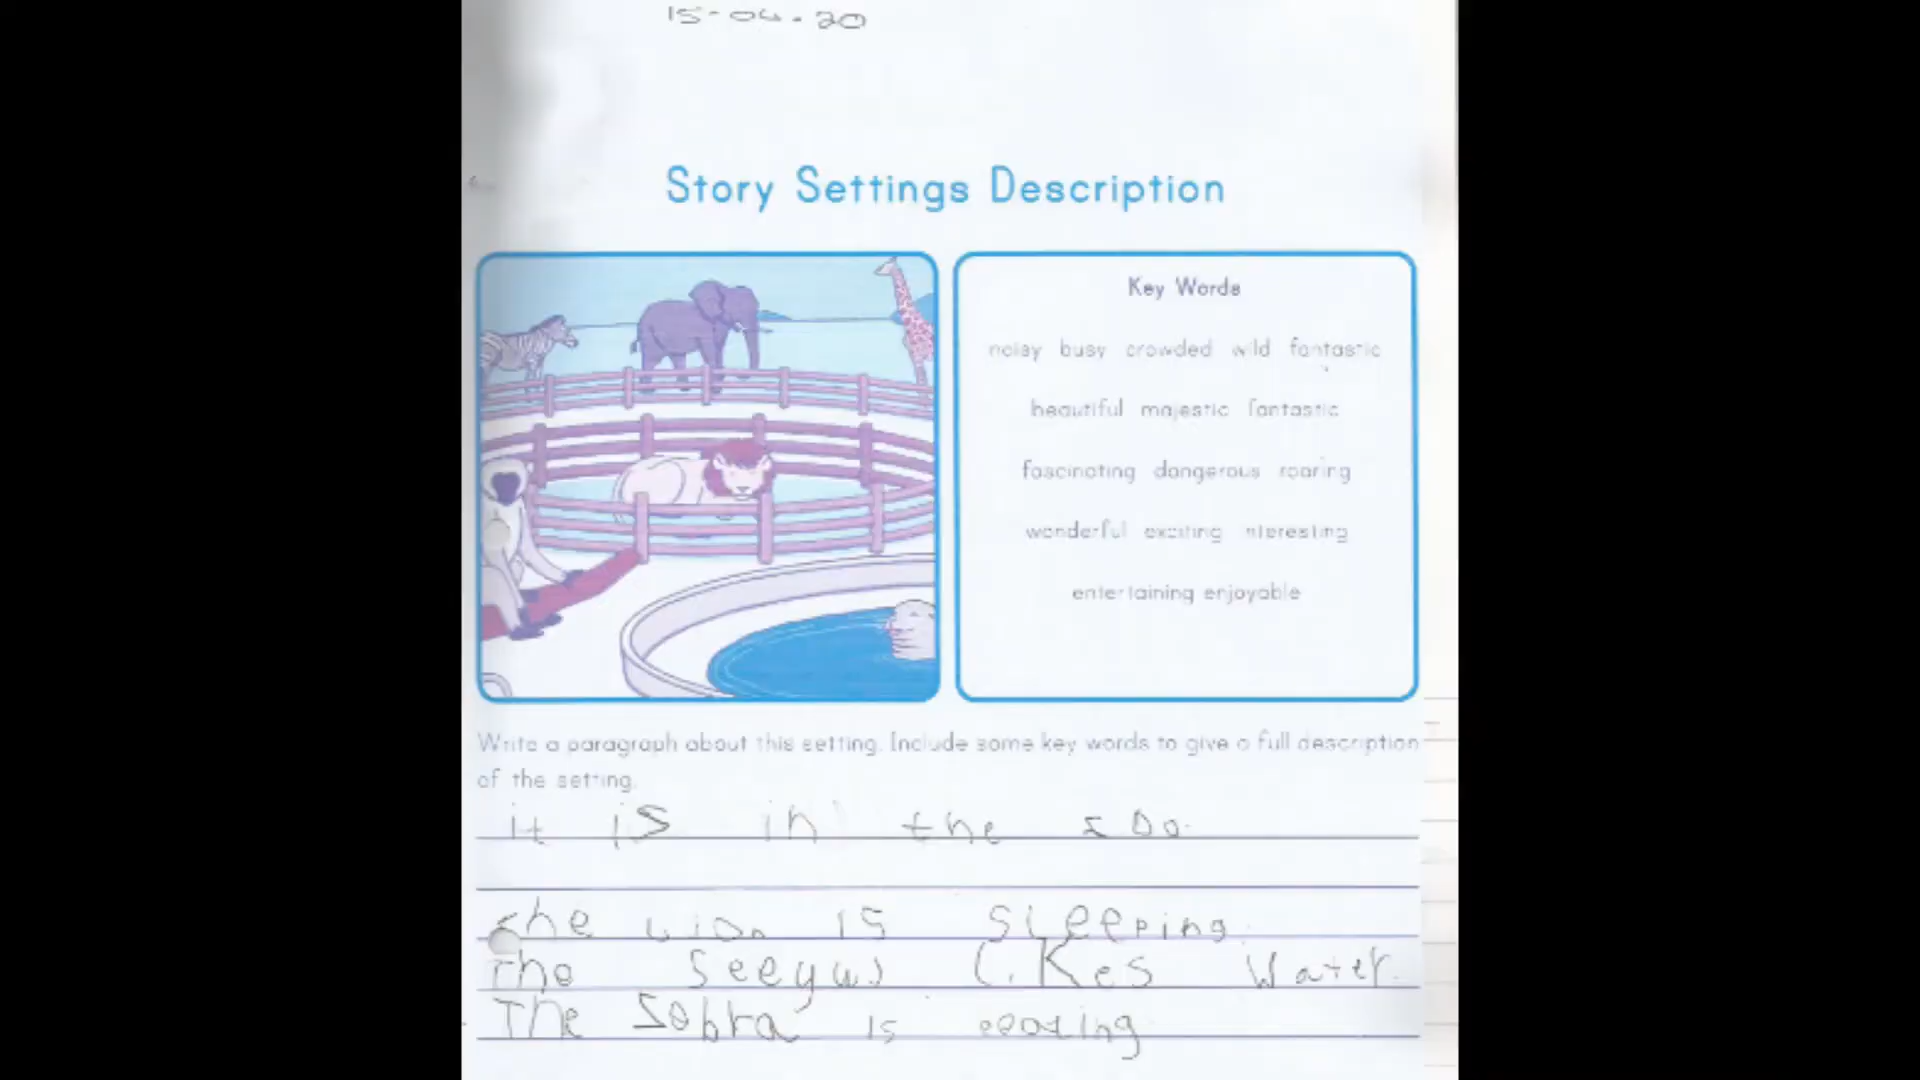 15-04-20
Story Settings Description
Key Words
noisy busy crowded wild fantastic
beautiful majestic fantastic
fascinating dangerous roaring
wonderful exciting interesting
entertaining enjoyable
Write a paragraph about this setting. Include some key words to give a full description
of the setting.
it is in the zoo.
the Lion is sleeping.
The Likes Water.
The Zebra is